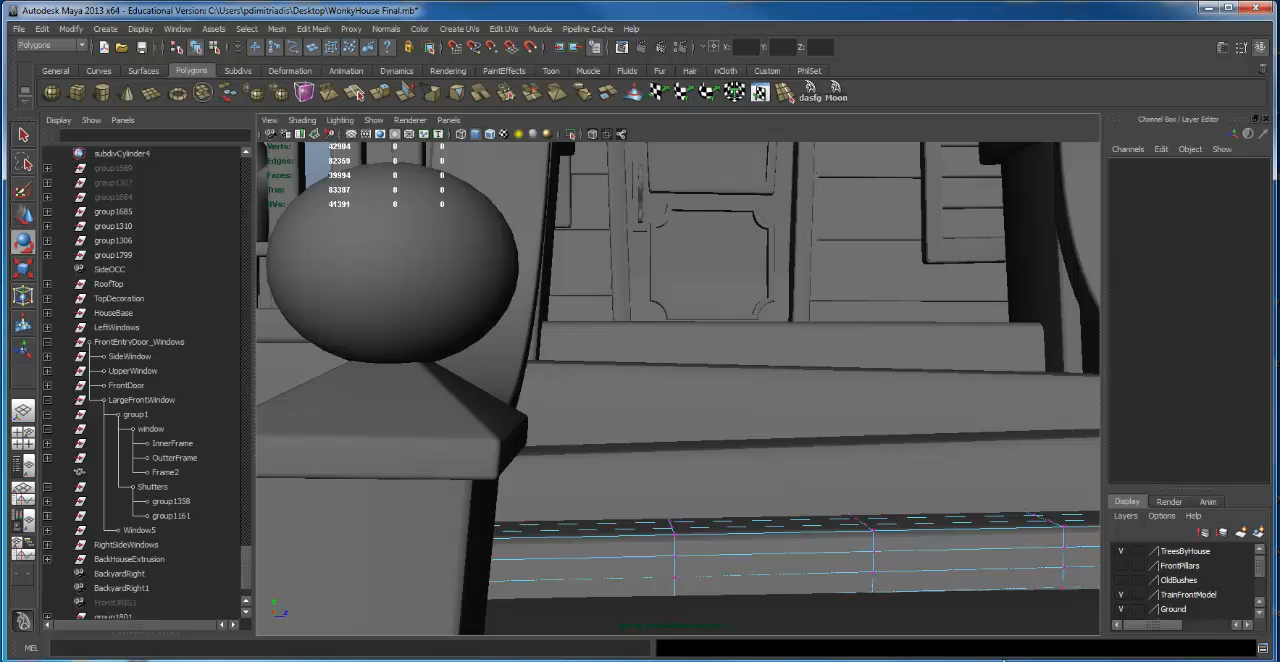 Autodesk Maya 2013 x64 - Educational Version: C:\Users\pdimitriadis\Desktop\WonkyHouse Final.mb*
File Edit Modify Create Display Window Assets Select Mesh Edit Mesh Proxy Normals Color Create UVs Edit UVs Muscle Pipeline Cache Help
Polygons X: Y: Z:
General Curves Surfaces Polygons Subdivs Deformation Animation Dynamics Rendering PaintEffects Toon Muscle Fluids Fur Hair nCloth Custom PhilSet
dasfg Moon
Display Show Panels
View Shading Lighting Show Renderer Panels
Channel Box / Layer Editor
Channels Edit Object Show
Verts: 42904 0 0
Edges: 82359 0 0
Faces: 39994 0 0
Tris: 83397 0 0
UVs: 41391 0 0
subdivCylinder4
group1689
group1307
group1684
group1685
group1310
group1306
group1799
SideOCC
RoofTop
TopDecoration
HouseBase
LeftWindows
FrontEntryDoor_Windows
SideWindow
UpperWindow
FrontDoor
LargeFrontWindow
group1
window
InnerFrame
OutterFrame
Frame2
Shutters
group1358
group1161
Window5
RightSideWindows
BackHouseExtrusion
BackyardRight
BackyardRight1
FrontORIG1
group1801
Display Render Anim
Layers Options Help
V TreesByHouse
FrontPillars
OldBushes
V TrainFrontModel
V Ground
MEL